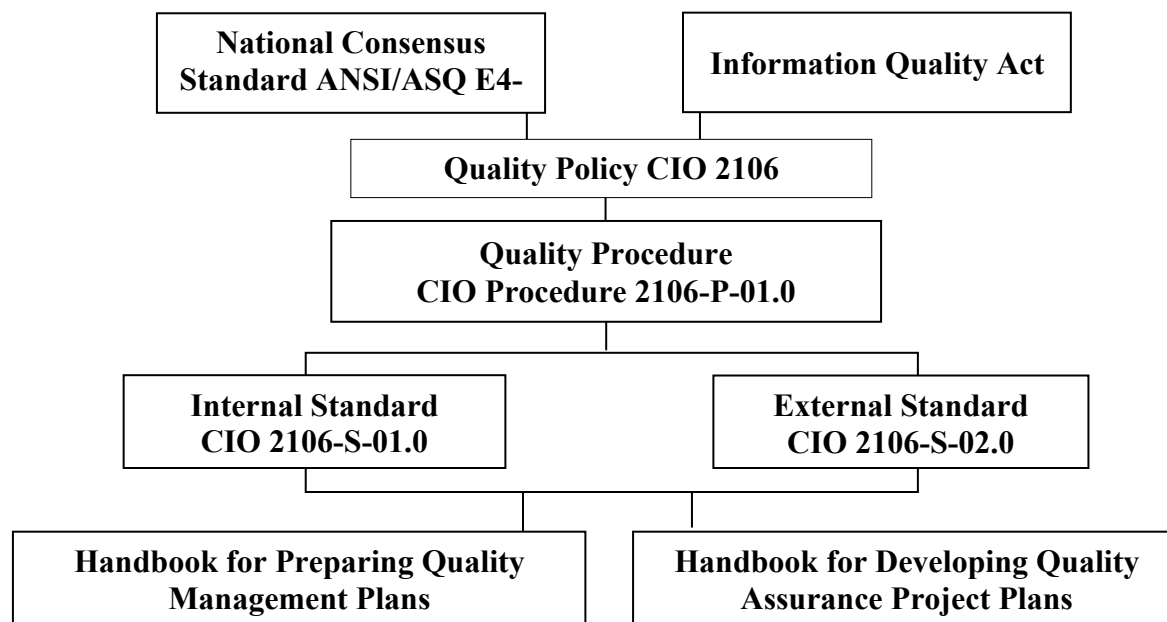 National Consensus
Standard ANSI/ASQ E4-
Information Quality Act
Quality Policy CIO 2106
Quality Procedure
CIO Procedure 2106-P-01.0
Internal Standard
CIO 2106-S-01.0
External Standard
CIO 2106-S-02.0
Handbook for Preparing Quality
Management Plans
Handbook for Developing Quality
Assurance Project Plans